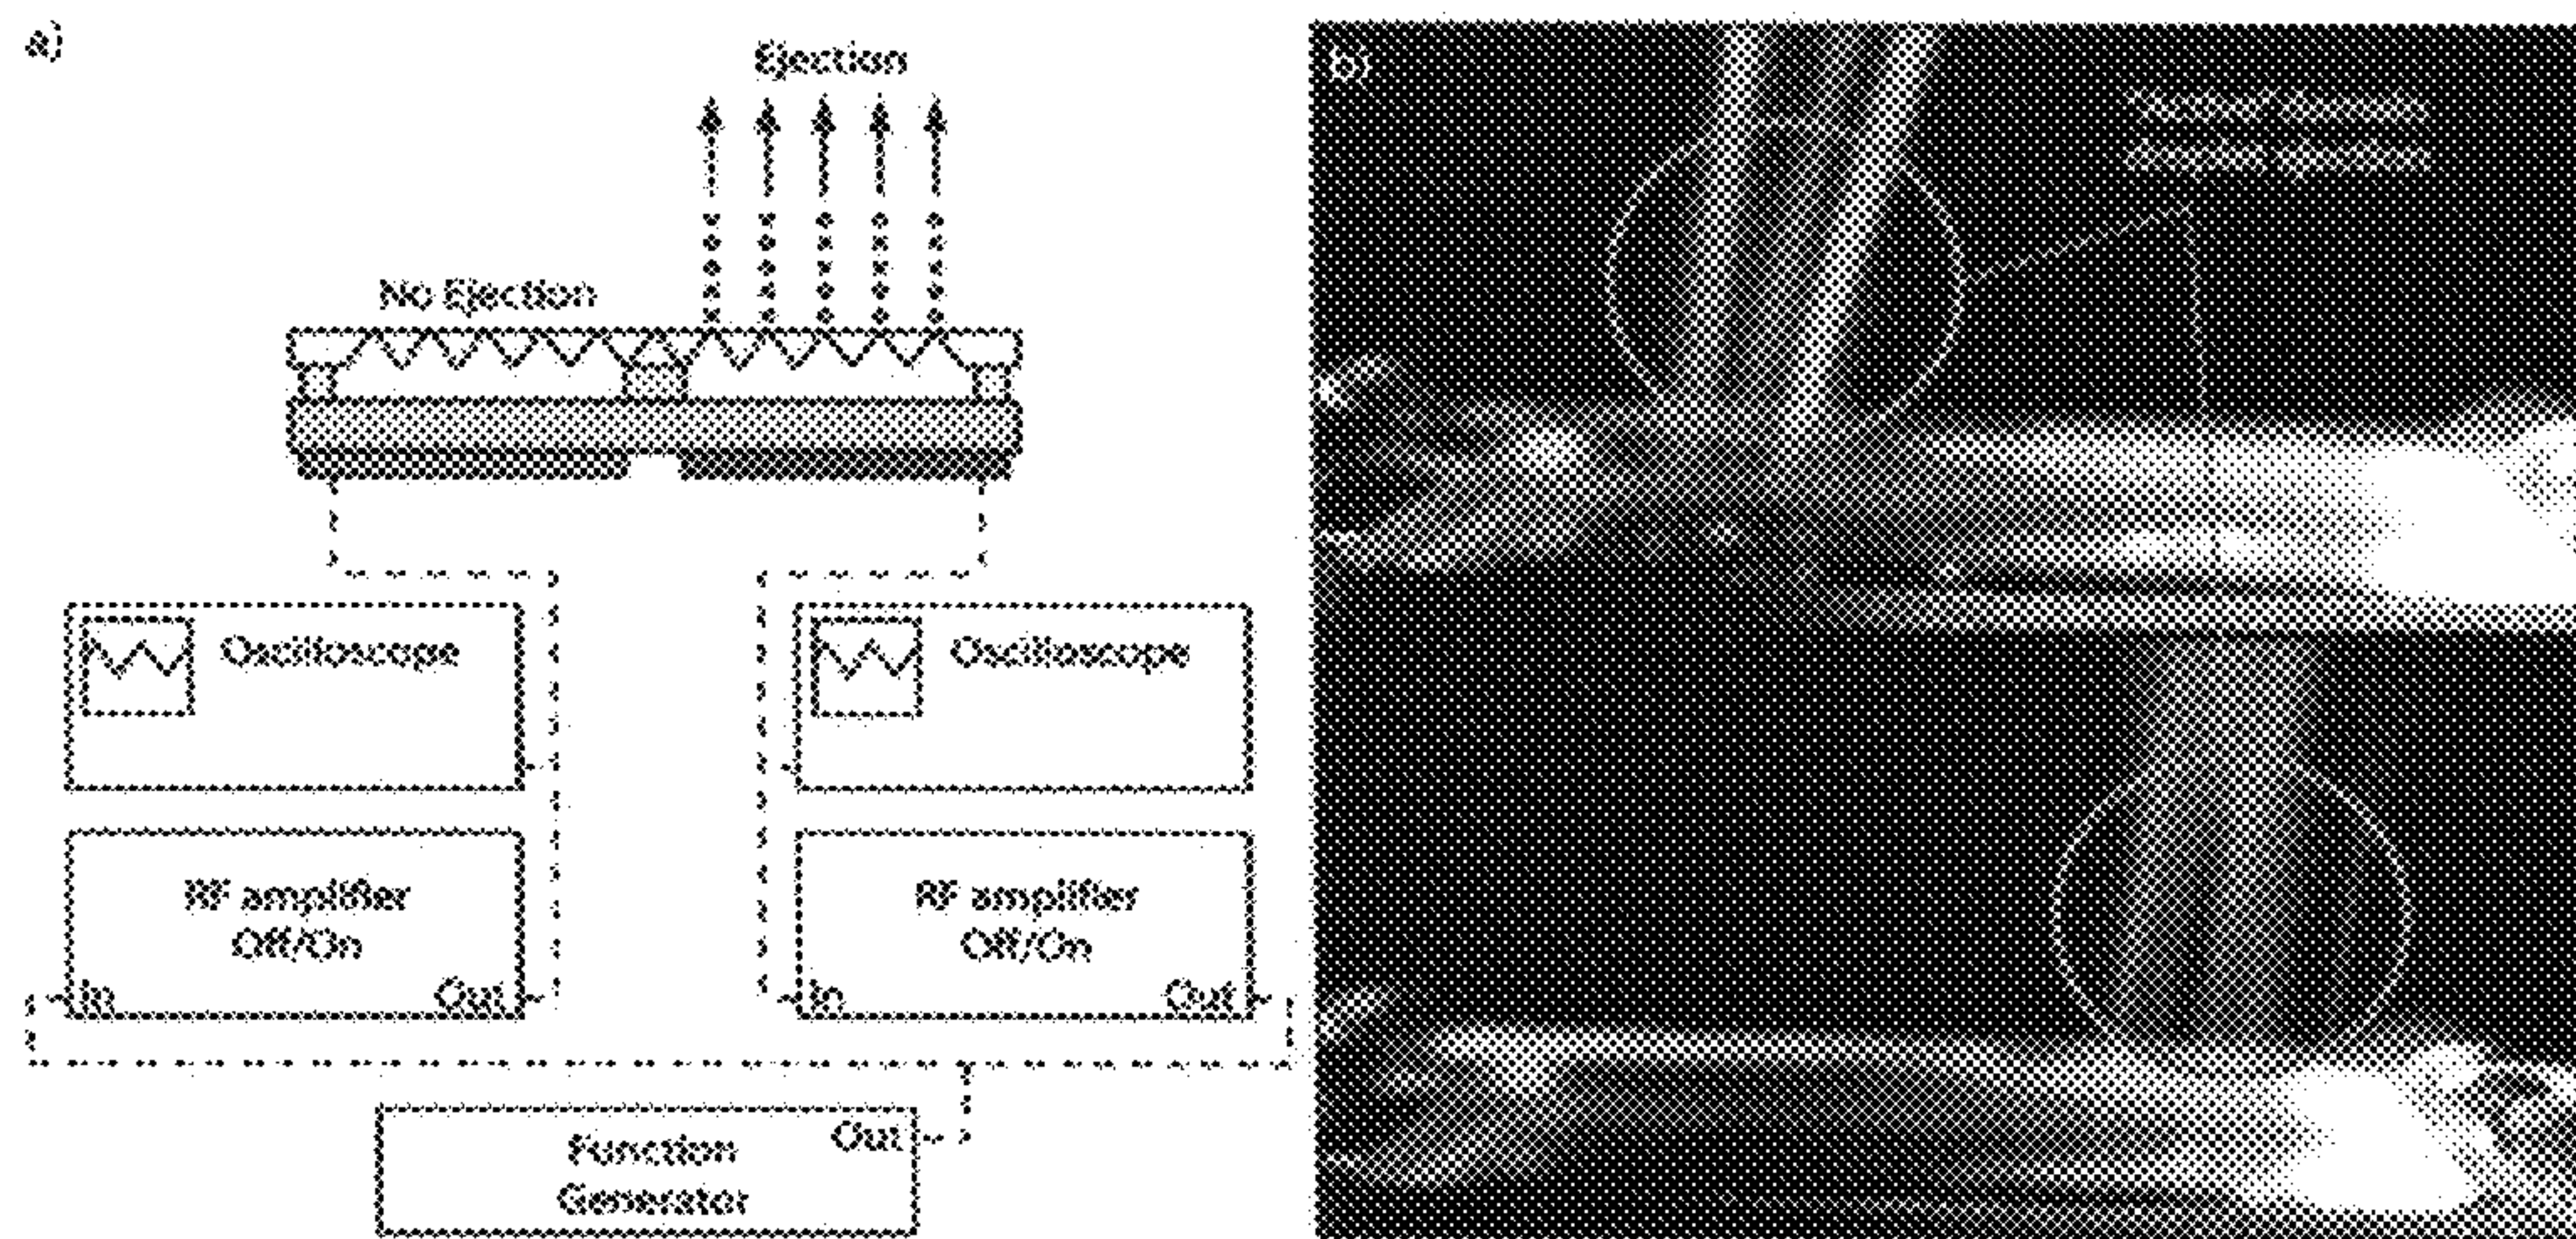 a)
Ejection
No Ejection
Oscilloscope
Oscilloscope
RF amplifier
Off/On
In
Out
RF amplifier
Off/On
In
Out
Out
Function
Generator
b)